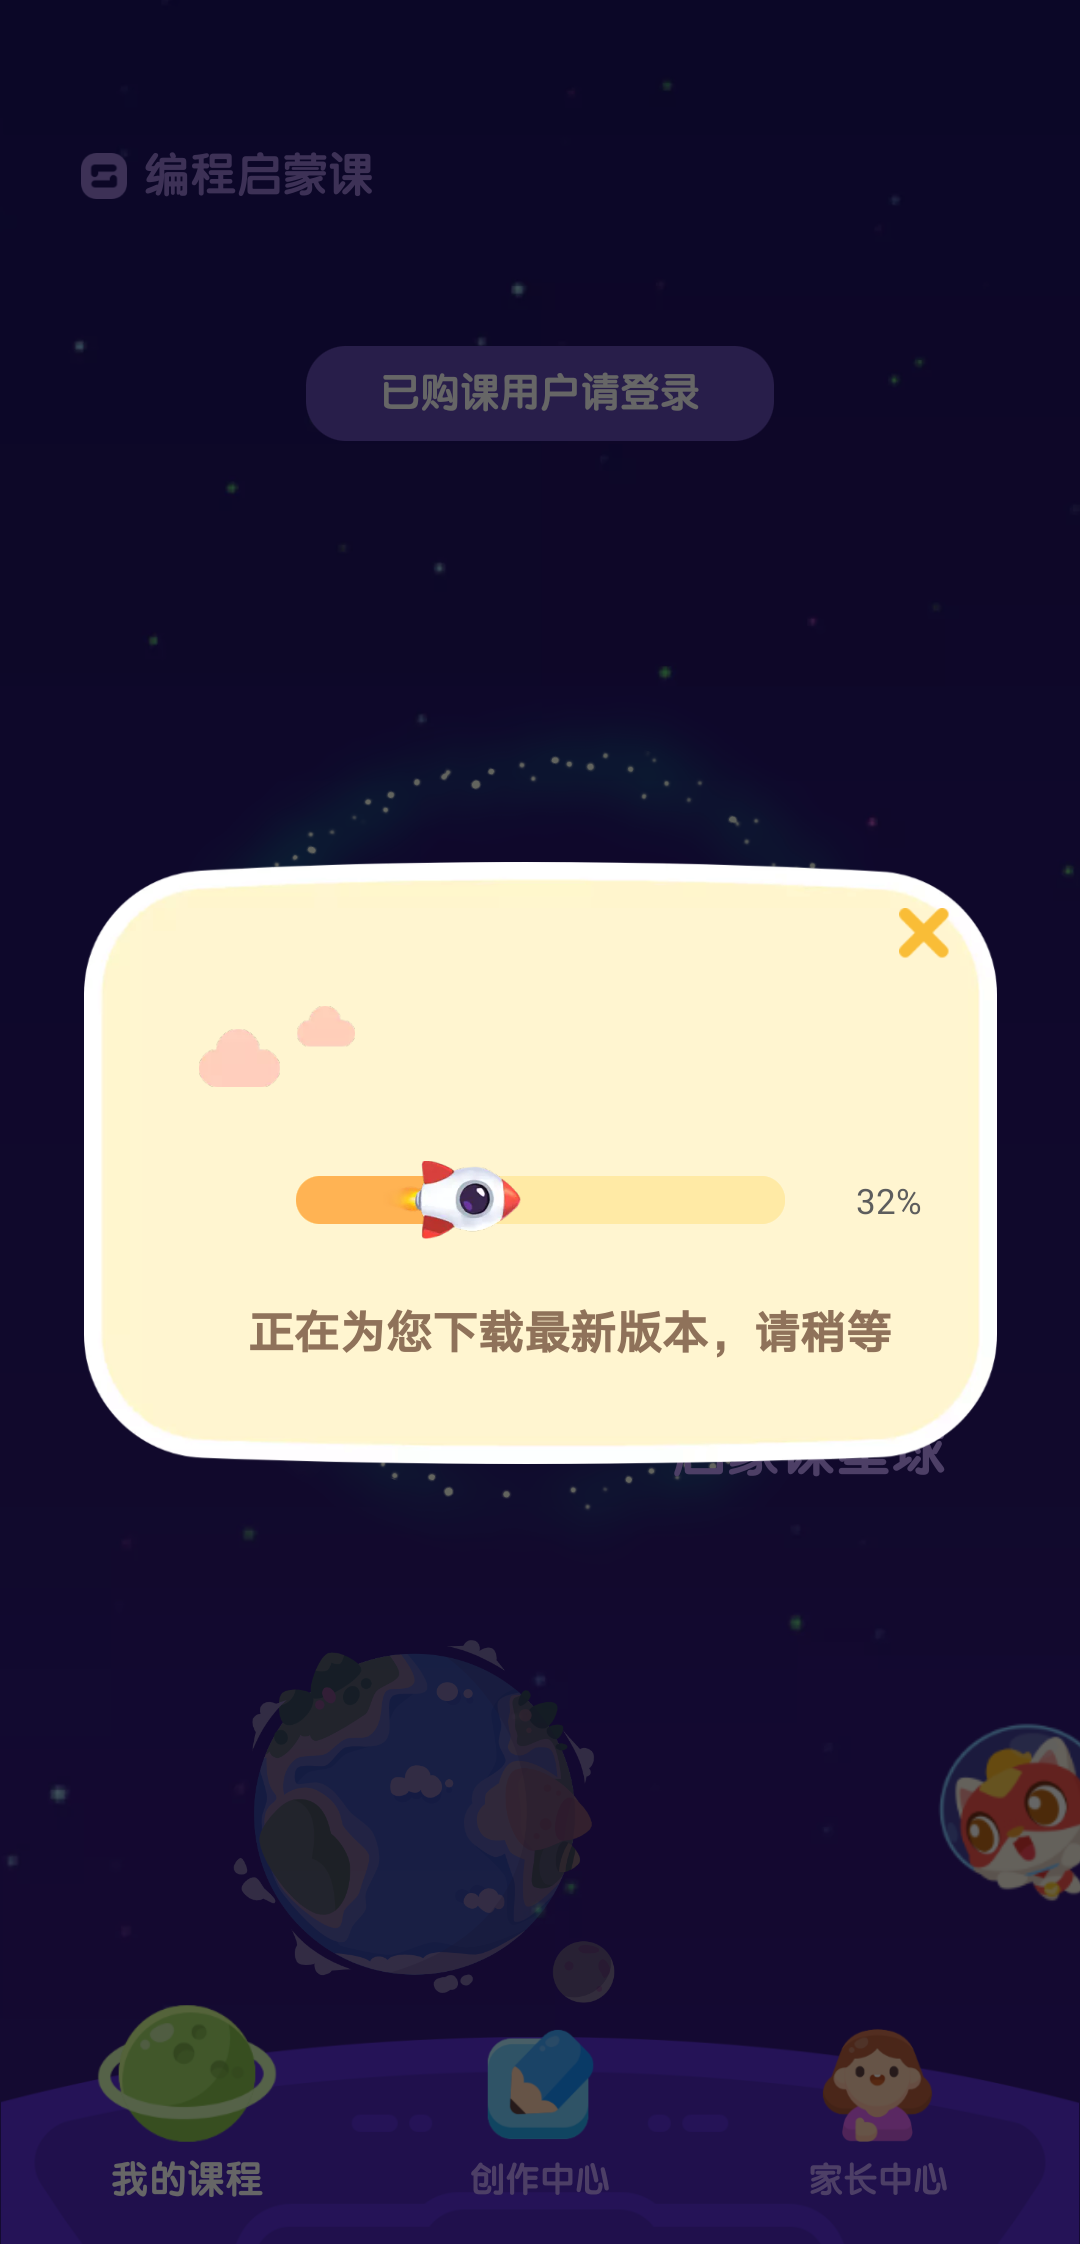 编程启蒙课
已购课用户请登录
32%
正在为您下载最新版本，请稍等
启蒙课星球
我的课程
创作中心
家长中心